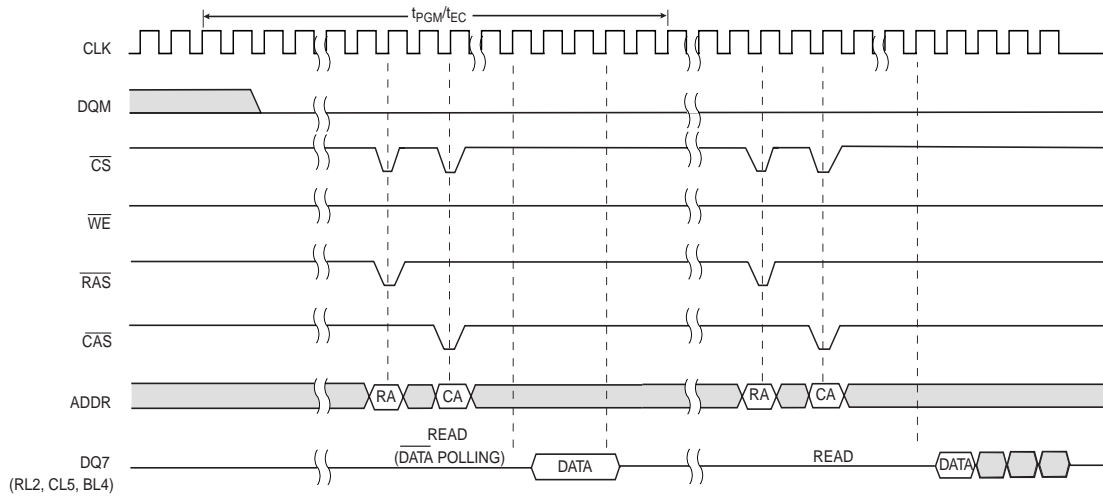 tPGM/tEC
CLK
DQM
CS
WE
RAS
CAS
ADDR
RA
CA
RA
CA
READ
(DATA POLLING)
READ
DQ7
(RL2, CL5, BL4)
DATA
DATA